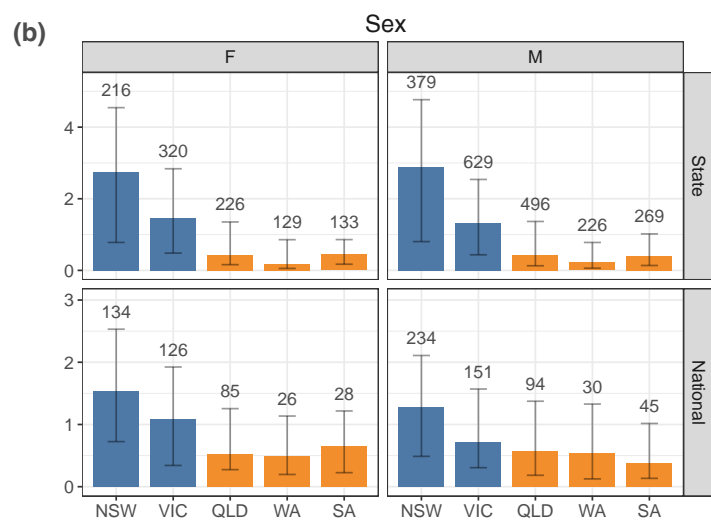 (b)
Sex
F M
4
2
0
216 320 226 129 133
379 629 496 226 269
State
3
2
1
0
134 126 85 26 28
234 151 94 30 45
National
NSW VIC QLD WA SA NSW VIC QLD WA SA